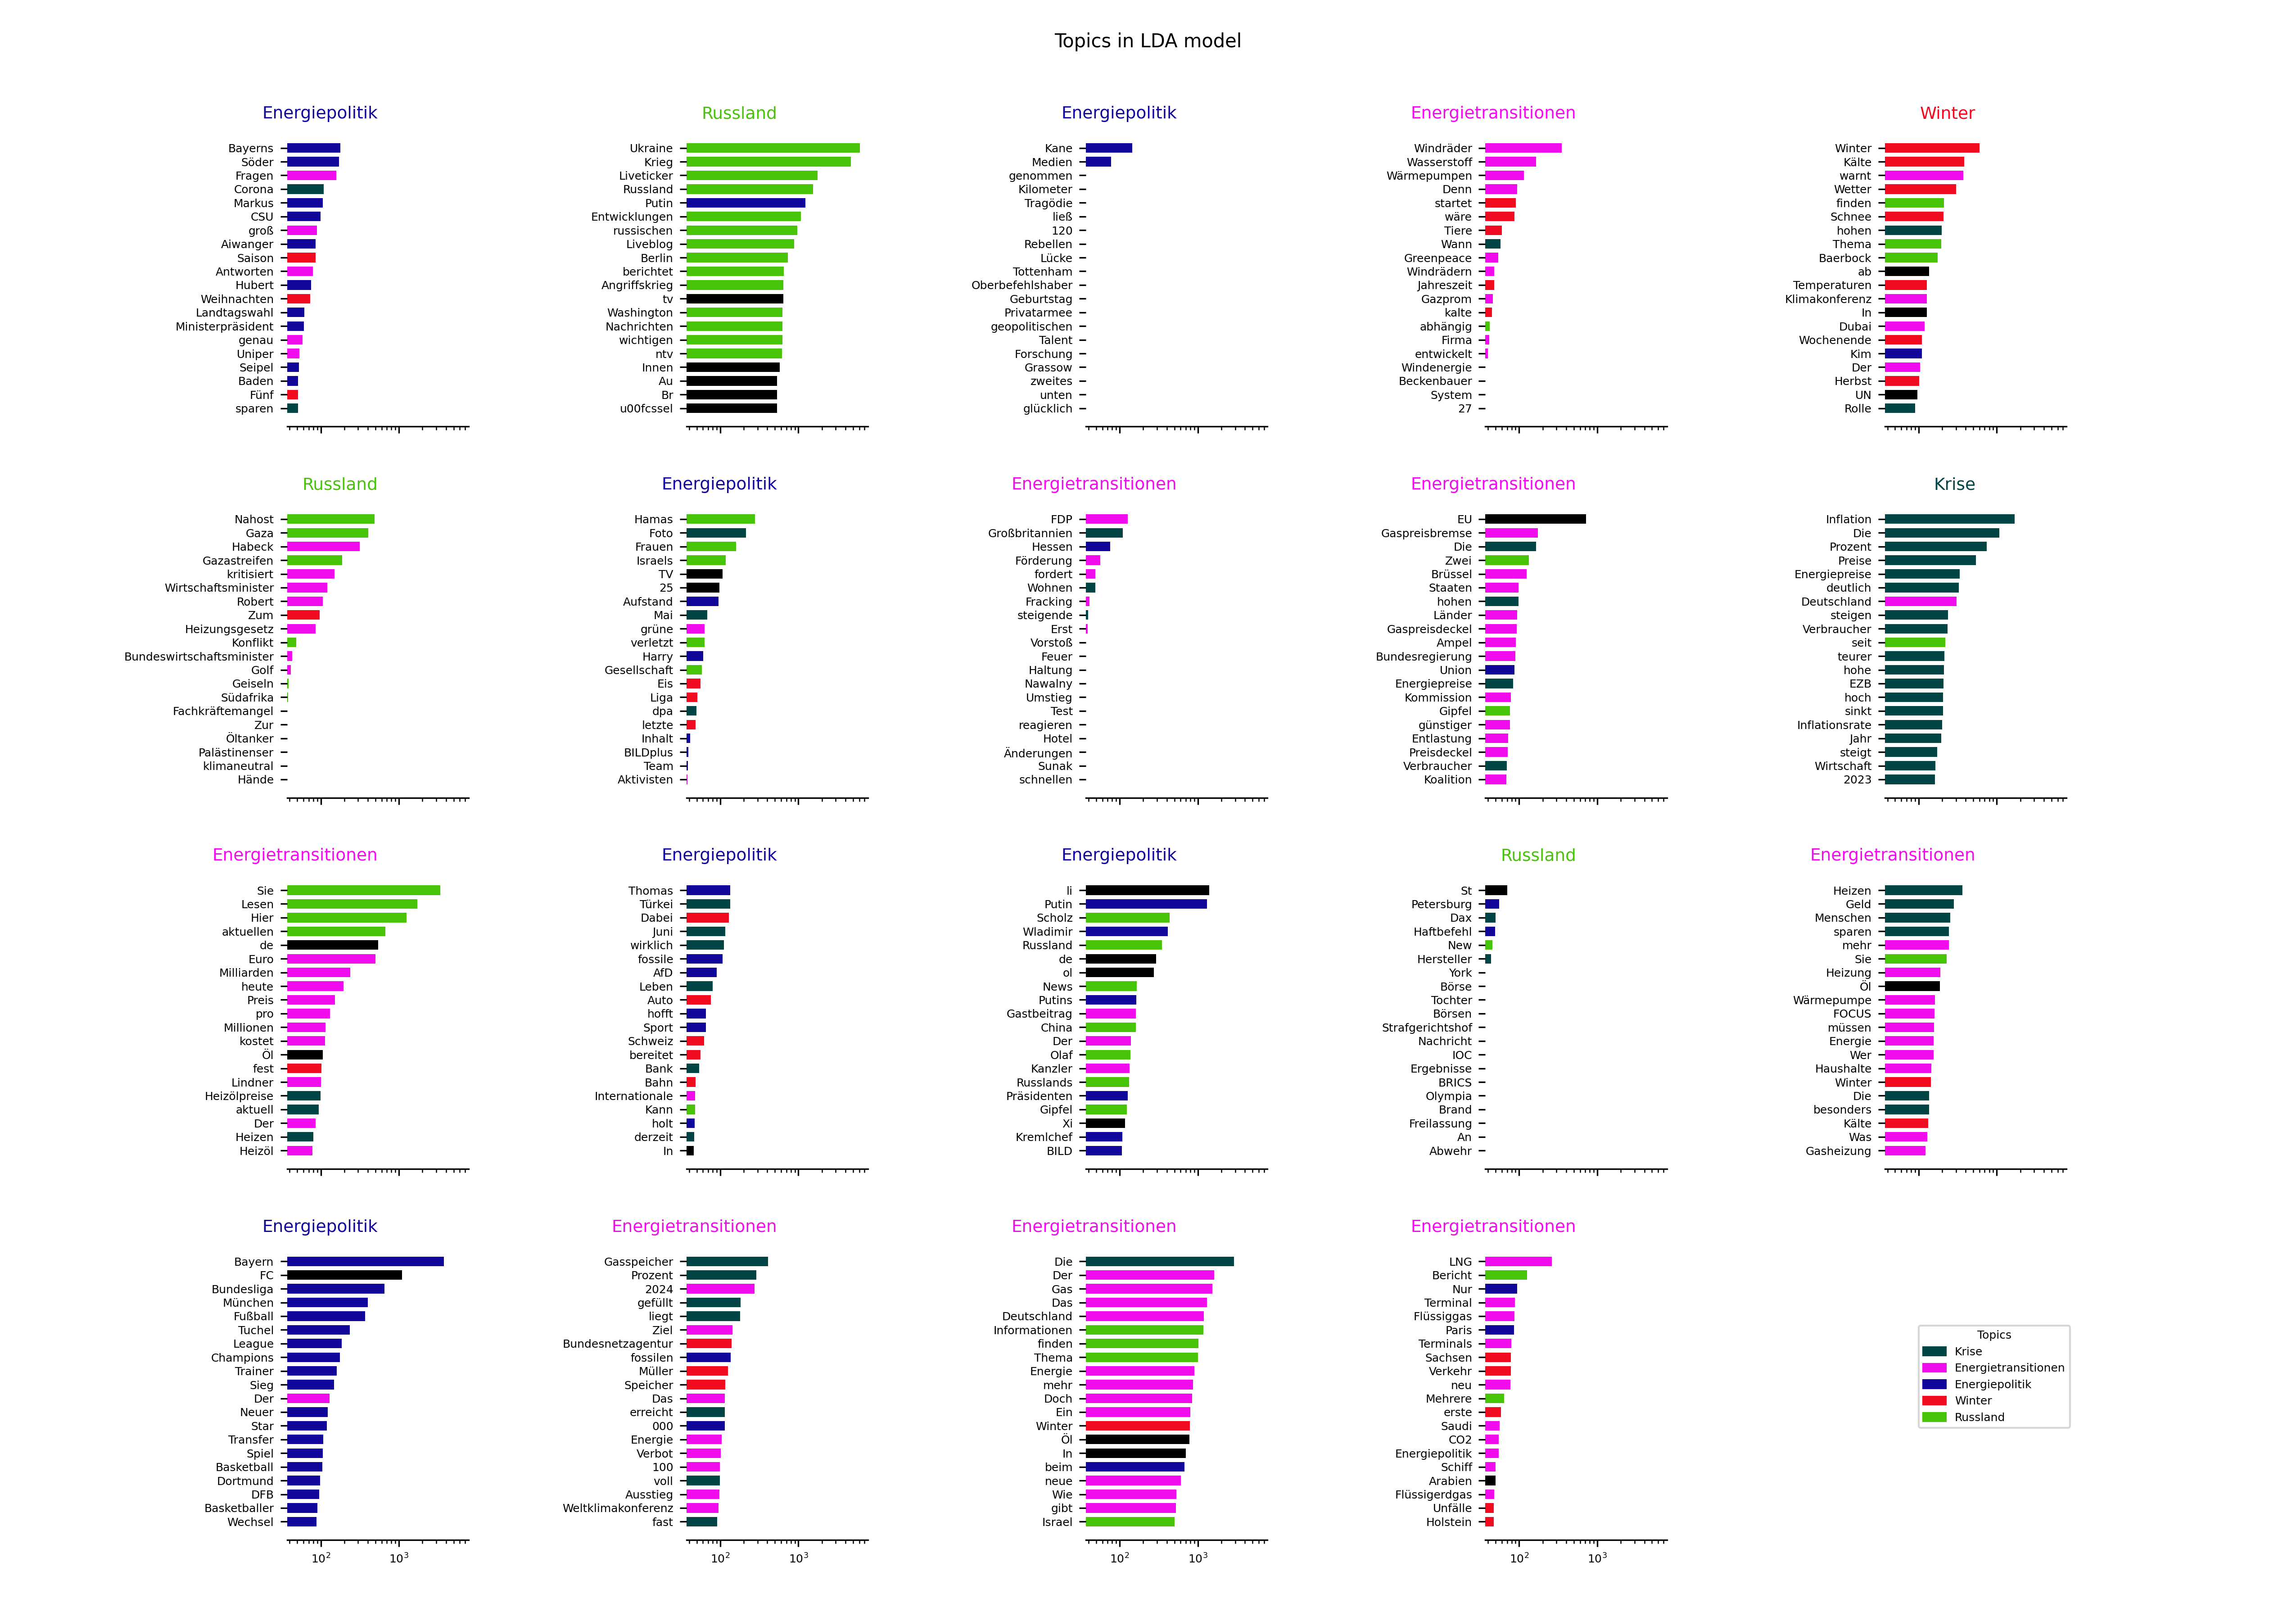 Topics in LDA model
Energiepolitik
Bayerns
Söder
Fragen
Corona
Markus
CSU
groß
Aiwanger
Saison
Antworten
Hubert
Weihnachten
Landtagswahl
Ministerpräsident
genau
Uniper
Seipel
Baden
Fünf
sparen
Russland
Ukraine
Krieg
Liveticker
Russland
Putin
Entwicklungen
russischen
Liveblog
Berlin
berichtet
Angriffskrieg
tv
Washington
Nachrichten
wichtigen
ntv
Innen
Au
Br
u00fcssel
Energiepolitik
Kane
Medien
genommen
Kilometer
Tragödie
ließ
120
Rebellen
Lücke
Tottenham
Oberbefehlshaber
Geburtstag
Privatarmee
geopolitischen
Talent
Forschung
Grassow
zweites
unten
glücklich
Energietransitionen
Windräder
Wasserstoff
Wärmepumpen
Denn
startet
wäre
Tiere
Wann
Greenpeace
Windrädern
Jahreszeit
Gazprom
kalte
abhängig
Firma
entwickelt
Windenergie
Beckenbauer
System
27
Winter
Winter
Kälte
warnt
Wetter
finden
Schnee
hohen
Thema
Baerbock
ab
Temperaturen
Klimakonferenz
In
Dubai
Wochenende
Kim
Der
Herbst
UN
Rolle
Russland
Nahost
Gaza
Habeck
Gazastreifen
kritisiert
Wirtschaftsminister
Robert
Zum
Heizungsgesetz
Konflikt
Bundeswirtschaftsminister
Golf
Geiseln
Südafrika
Fachkräftemangel
Zur
Öltanker
Palästinenser
klimaneutral
Hände
Energiepolitik
Hamas
Foto
Frauen
Israels
TV
25
Aufstand
Mai
grüne
verletzt
Harry
Gesellschaft
Eis
Liga
dpa
letzte
Inhalt
BILDplus
Team
Aktivisten
Energietransitionen
FDP
Großbritannien
Hessen
Förderung
fordert
Wohnen
Fracking
steigende
Erst
Vorstoß
Feuer
Haltung
Nawalny
Umstieg
Test
reagieren
Hotel
Änderungen
Sunak
schnellen
Energietransitionen
EU
Gaspreisbremse
Die
Zwei
Brüssel
Staaten
hohen
Länder
Gaspreisdeckel
Ampel
Bundesregierung
Union
Energiepreise
Kommission
Gipfel
günstiger
Entlastung
Preisdeckel
Verbraucher
Koalition
Krise
Inflation
Die
Prozent
Preise
Energiepreise
deutlich
Deutschland
steigen
Verbraucher
seit
teurer
hohe
EZB
hoch
sinkt
Inflationsrate
Jahr
steigt
Wirtschaft
2023
Energietransitionen
Sie
Lesen
Hier
aktuellen
de
Euro
Milliarden
heute
Preis
pro
Millionen
kostet
Öl
fest
Lindner
Heizölpreise
aktuell
Der
Heizen
Heizöl
Energiepolitik
Thomas
Türkei
Dabei
Juni
wirklich
fossile
AfD
Leben
Auto
hofft
Sport
Schweiz
bereitet
Bank
Bahn
Internationale
Kann
holt
derzeit
In
Energiepolitik
li
Putin
Scholz
Wladimir
Russland
de
ol
News
Putins
Gastbeitrag
China
Der
Olaf
Kanzler
Russlands
Präsidenten
Gipfel
Xi
Kremlchef
BILD
Russland
St
Petersburg
Dax
Haftbefehl
New
Hersteller
York
Börse
Tochter
Börsen
Strafgerichtshof
Nachricht
IOC
Ergebnisse
BRICS
Olympia
Brand
Freilassung
An
Abwehr
Energietransitionen
Heizen
Geld
Menschen
sparen
mehr
Sie
Heizung
Öl
Wärmepumpe
FOCUS
müssen
Energie
Wer
Haushalte
Winter
Die
besonders
Kälte
Was
Gasheizung
Energiepolitik
Bayern
FC
Bundesliga
München
Fußball
Tuchel
League
Champions
Trainer
Sieg
Der
Neuer
Star
Transfer
Spiel
Basketball
Dortmund
DFB
Basketballer
Wechsel
10² 10³
Energietransitionen
Gasspeicher
Prozent
2024
gefüllt
liegt
Ziel
Bundesnetzagentur
fossilen
Müller
Speicher
Das
erreicht
000
Energie
Verbot
100
voll
Ausstieg
Weltklimakonferenz
fast
10² 10³
Energietransitionen
Die
Der
Gas
Das
Deutschland
Informationen
finden
Thema
Energie
mehr
Doch
Ein
Winter
Öl
In
beim
neue
Wie
gibt
Israel
10² 10³
Energietransitionen
LNG
Bericht
Nur
Terminal
Flüssiggas
Paris
Terminals
Sachsen
Verkehr
neu
Mehrere
erste
Saudi
CO2
Energiepolitik
Schiff
Arabien
Flüssigerdgas
Unfälle
Holstein
10² 10³
Topics
Krise
Energietransitionen
Energiepolitik
Winter
Russland